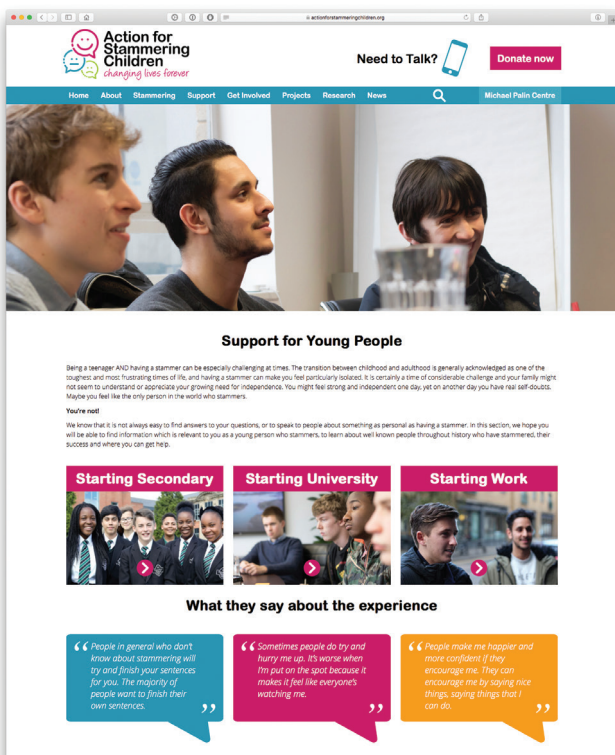 actionforstammeringchildren.org
Action for
Stammering
Children
changing lives forever
Need to Talk?
Donate now
Home About Stammering Support Get Involved Projects Research News
Michael Palin Centre
Support for Young People
Being a teenager AND having a stammer can be especially challenging at times. The transition between childhood and adulthood is generally acknowledged as one of the
toughest and most frustrating times of life, and having a stammer can make you feel particularly isolated. It is certainly a time of considerable challenge and your family might
not seem to understand or appreciate your growing need for independence. You might feel strong and independent one day, yet on another day you have real self-doubts.
Maybe you feel like the only person in the world who stammers.
You're not!
We know that it is not always easy to find answers to your questions, or to speak to people about something as personal as having a stammer. In this section, we hope you
will be able to find information which is relevant to you as a young person who stammers, to learn about well known people throughout history who have stammered, their
success and where you can get help.
Starting Secondary
Starting University
Starting Work
What they say about the experience
“ People in general who don't
know about stammering will
try and finish your sentences
for you. The majority of
people want to finish their
own sentences. ”
“ Sometimes people do try and
hurry me up. It's worse when
I'm put on the spot because it
makes it feel like everyone's
watching me. ”
“ People make me happier and
more confident if they
encourage me. They can
encourage me by saying nice
things, saying things that I
can do. ”